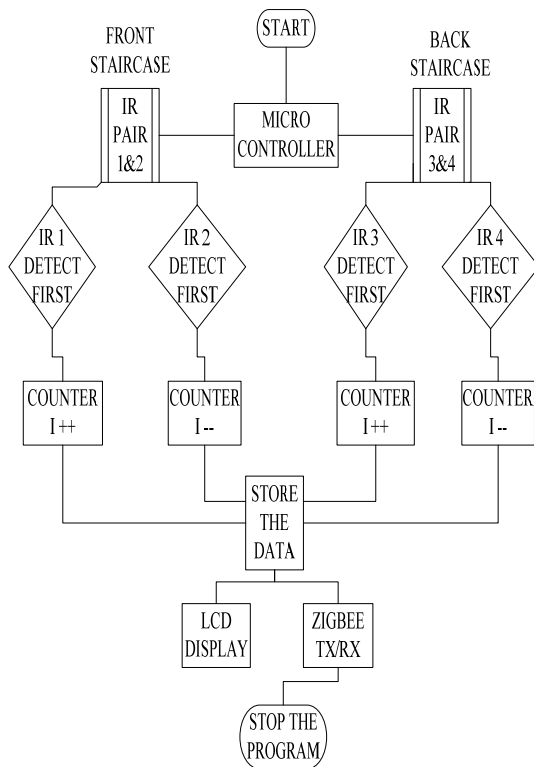 START
FRONT
STAIRCASE
BACK
STAIRCASE
IR
PAIR
1&2
MICRO
CONTROLLER
IR
PAIR
3&4
IR 1
DETECT
FIRST
IR 2
DETECT
FIRST
IR 3
DETECT
FIRST
IR 4
DETECT
FIRST
COUNTER
I ++
COUNTER
I --
COUNTER
I ++
COUNTER
I --
STORE
THE
DATA
LCD
DISPLAY
ZIGBEE
TX/RX
STOP THE
PROGRAM